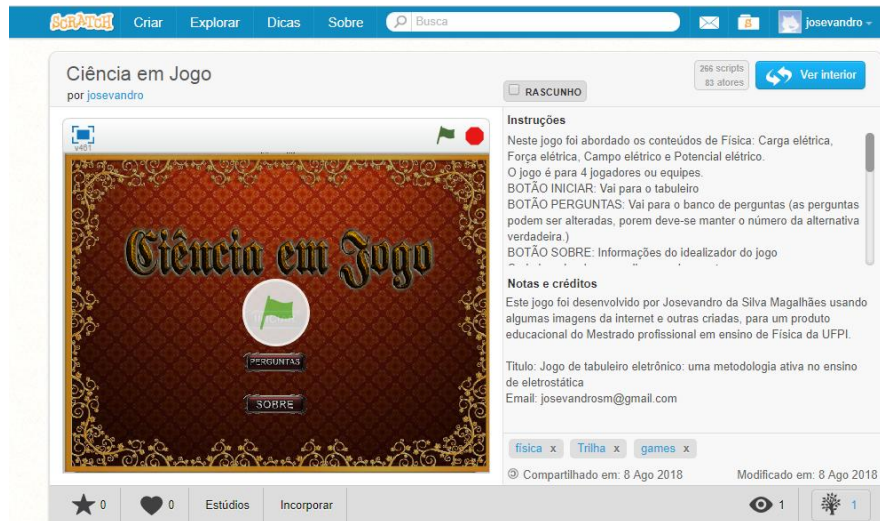 SCRATCH Criar Explorar Dicas Sobre Busca 8 josevandro
Ciência em Jogo
por josevandro
RASCUNHO
266 scripts
83 atores
Ver interior
v461
Ciência em Jogo
PERGUNTAS
SOBRE
Instruções
Neste jogo foi abordado os conteúdos de Física: Carga elétrica,
Força elétrica, Campo elétrico e Potencial elétrico.
O jogo é para 4 jogadores ou equipes.
BOTÃO INICIAR: Vai para o tabuleiro
BOTÃO PERGUNTAS: Vai para o banco de perguntas (as perguntas
podem ser alteradas, porem deve-se manter o número da alternativa
verdadeira.)
BOTÃO SOBRE: Informações do idealizador do jogo
Notas e créditos
Este jogo foi desenvolvido por Josevandro da Silva Magalhães usando
algumas imagens da internet e outras criadas, para um produto
educacional do Mestrado profissional em ensino de Física da UFPI.
Titulo: Jogo de tabuleiro eletrônico: uma metodologia ativa no ensino
de eletrostática
Email: josevandrosm@gmail.com
física x Trilha x games x
Compartilhado em: 8 Ago 2018 Modificado em: 8 Ago 2018
0 0 Estúdios Incorporar 1 1